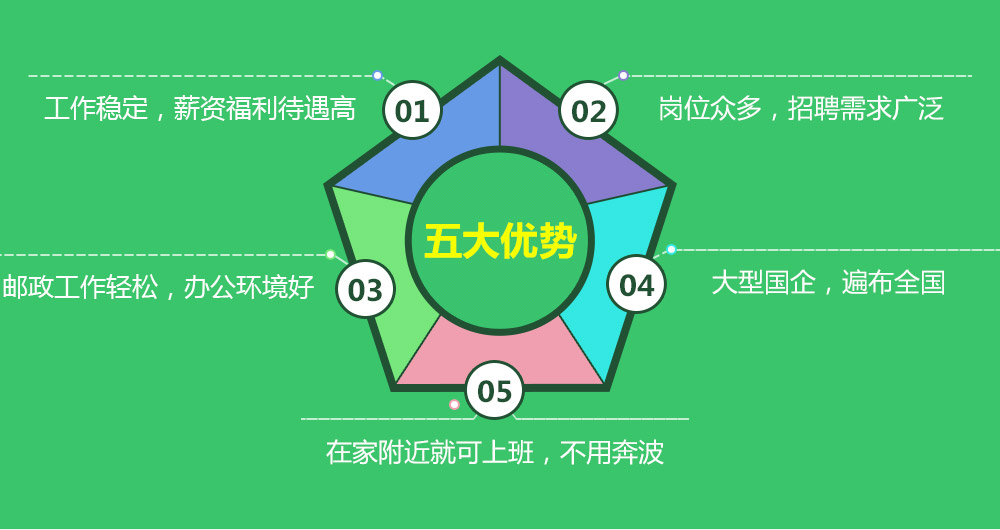 01
工作稳定，薪资福利待遇高
02
岗位众多，招聘需求广泛
五大优势
03
邮政工作轻松，办公环境好
04
大型国企，遍布全国
05
在家附近就可上班，不用奔波